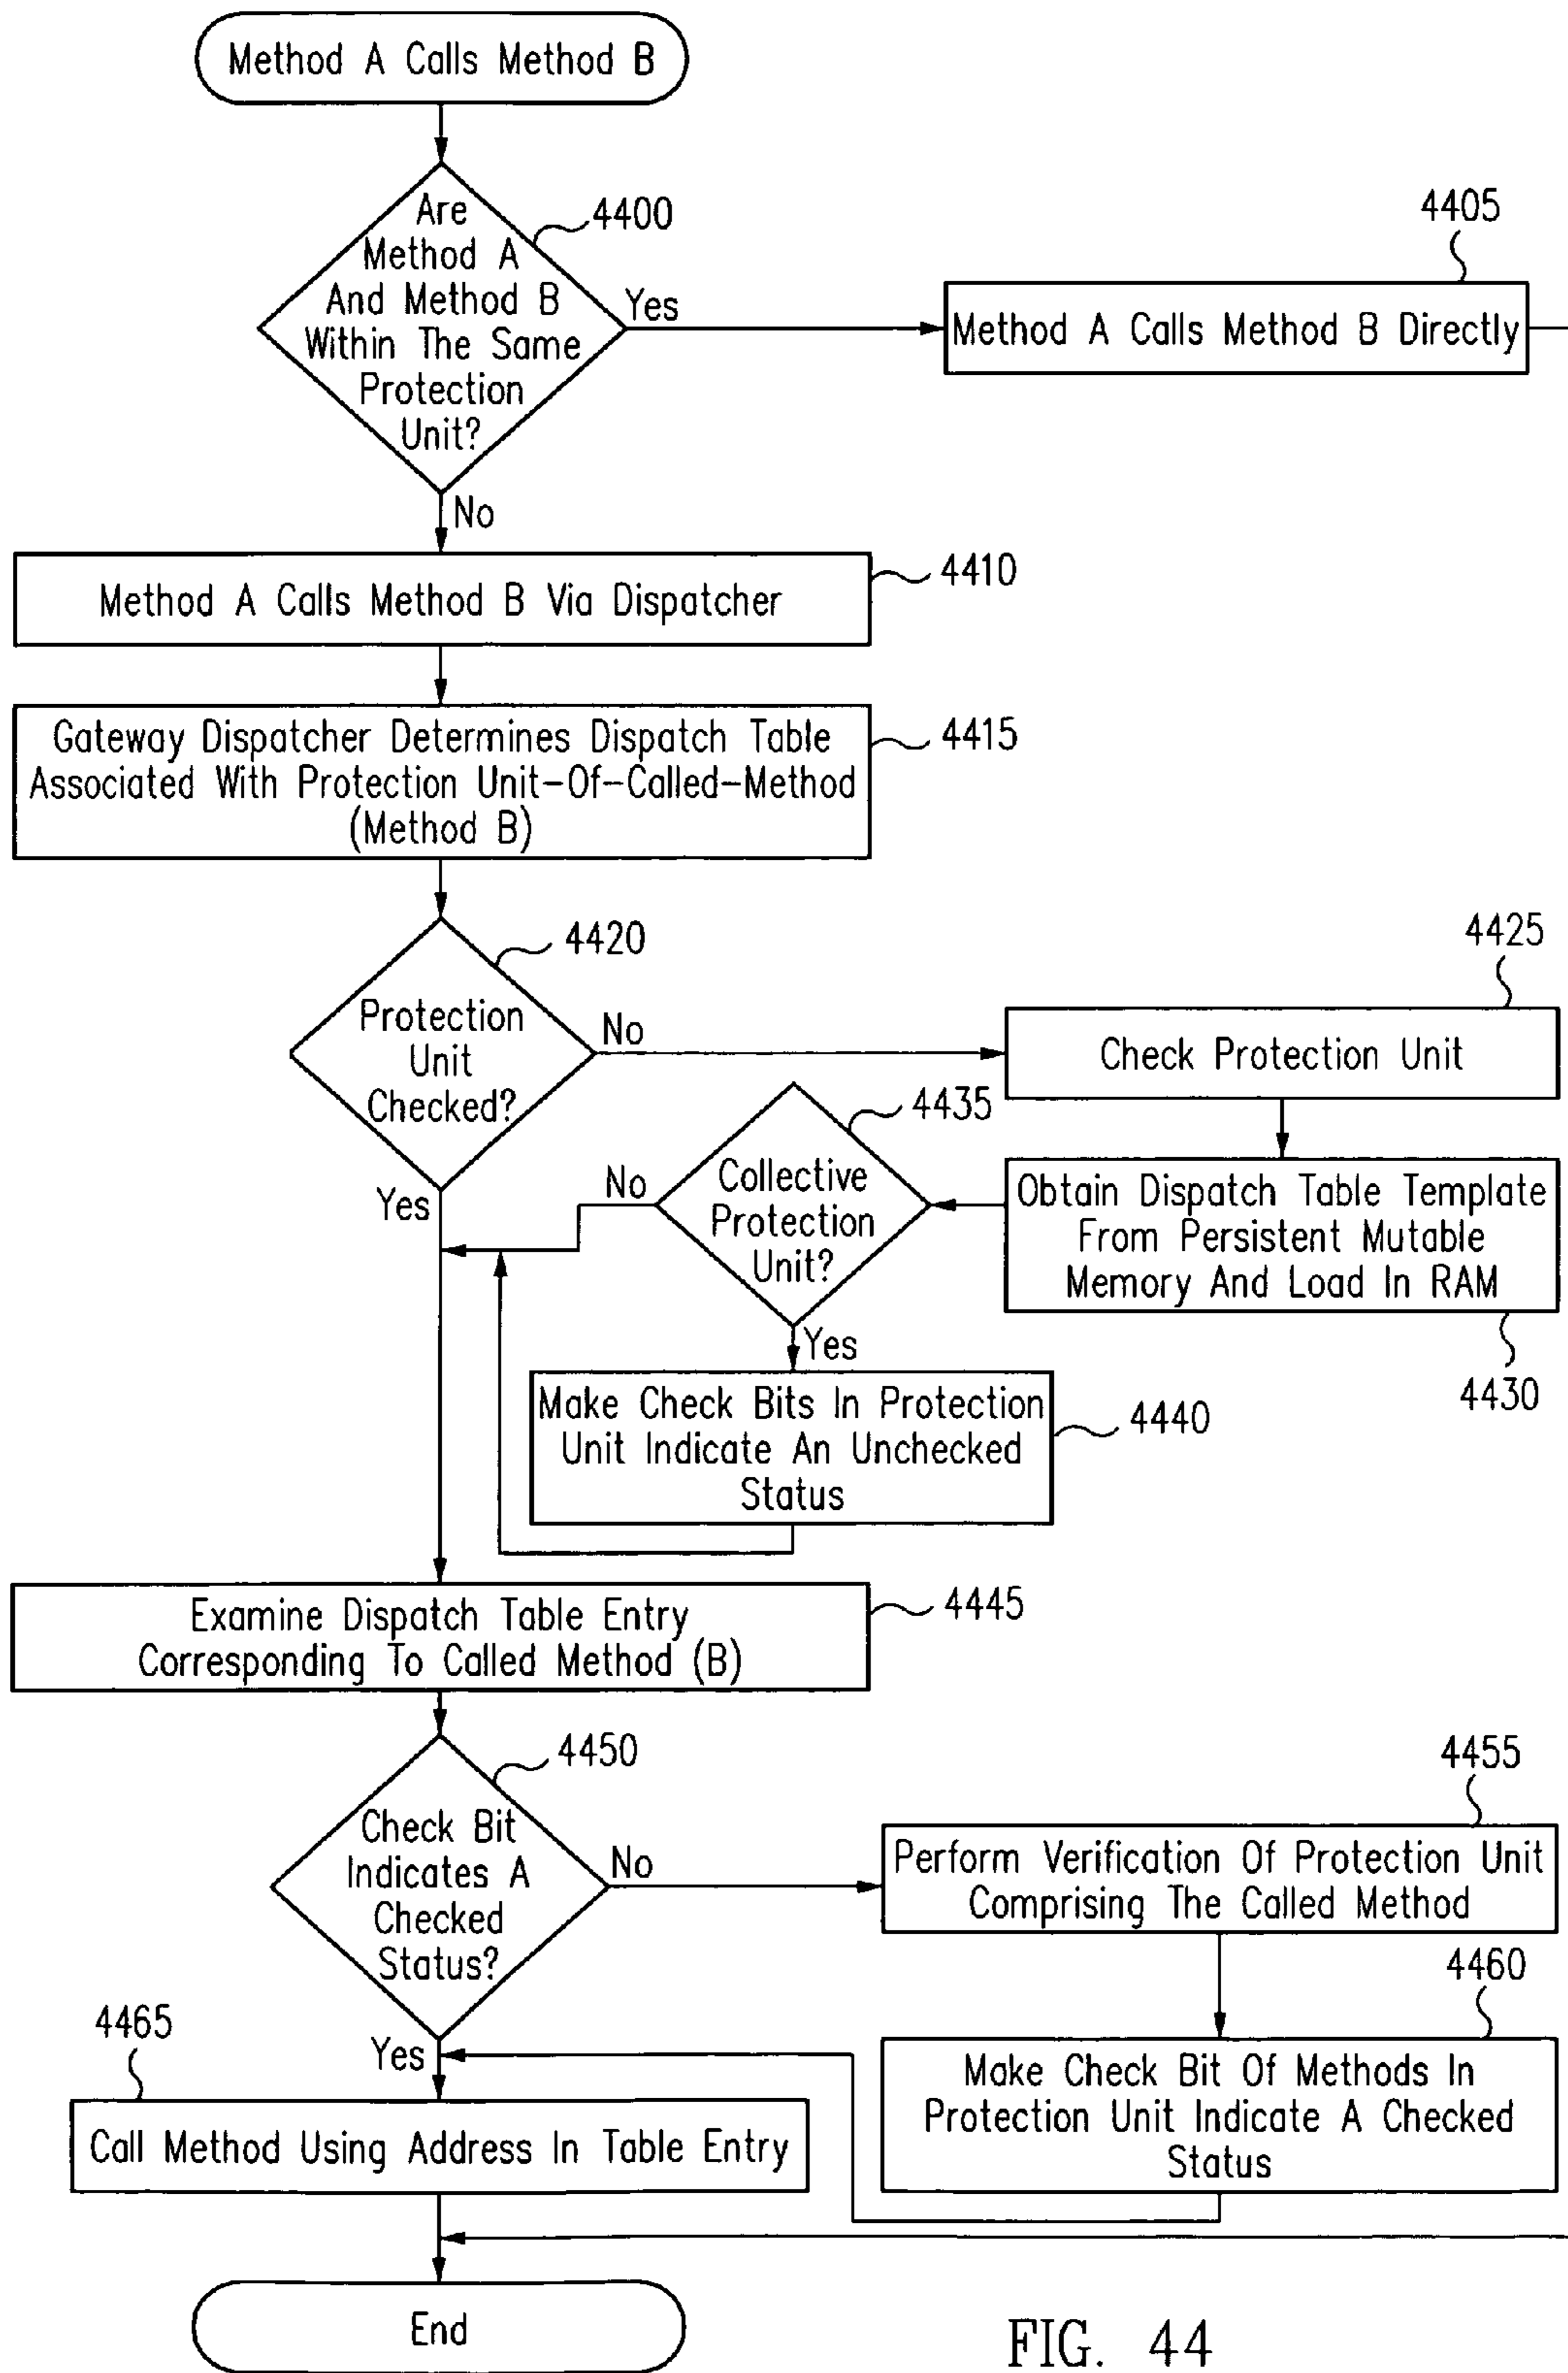 Method A Calls Method B
Are
Method A
And Method B
Within The Same
Protection
Unit?
4400
Yes
4405
Method A Calls Method B Directly
No
Method A Calls Method B Via Dispatcher
4410
Gateway Dispatcher Determines Dispatch Table
Associated With Protection Unit-Of-Called-Method
(Method B)
4415
Protection
Unit
Checked?
4420
No
4425
Check Protection Unit
Yes
Obtain Dispatch Table Template
From Persistent Mutable
Memory And Load In RAM
4430
Collective
Protection
Unit?
4435
No
Yes
Make Check Bits In Protection
Unit Indicate An Unchecked
Status
4440
Examine Dispatch Table Entry
Corresponding To Called Method (B)
4445
Check Bit
Indicates A
Checked
Status?
4450
No
4455
Perform Verification Of Protection Unit
Comprising The Called Method
4460
Make Check Bit Of Methods In
Protection Unit Indicate A Checked
Status
Yes
4465
Call Method Using Address In Table Entry
End
FIG. 44